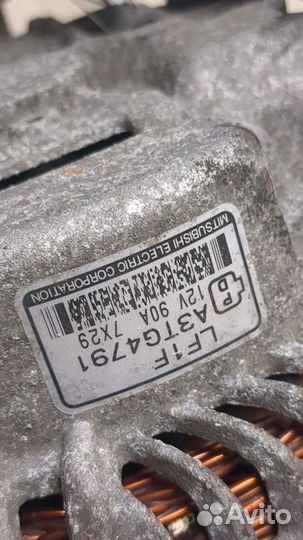 LF1F
A3TG4791
12V 90A 7X29
MITSUBISHI ELECTRIC CORPORATION
B
Avito